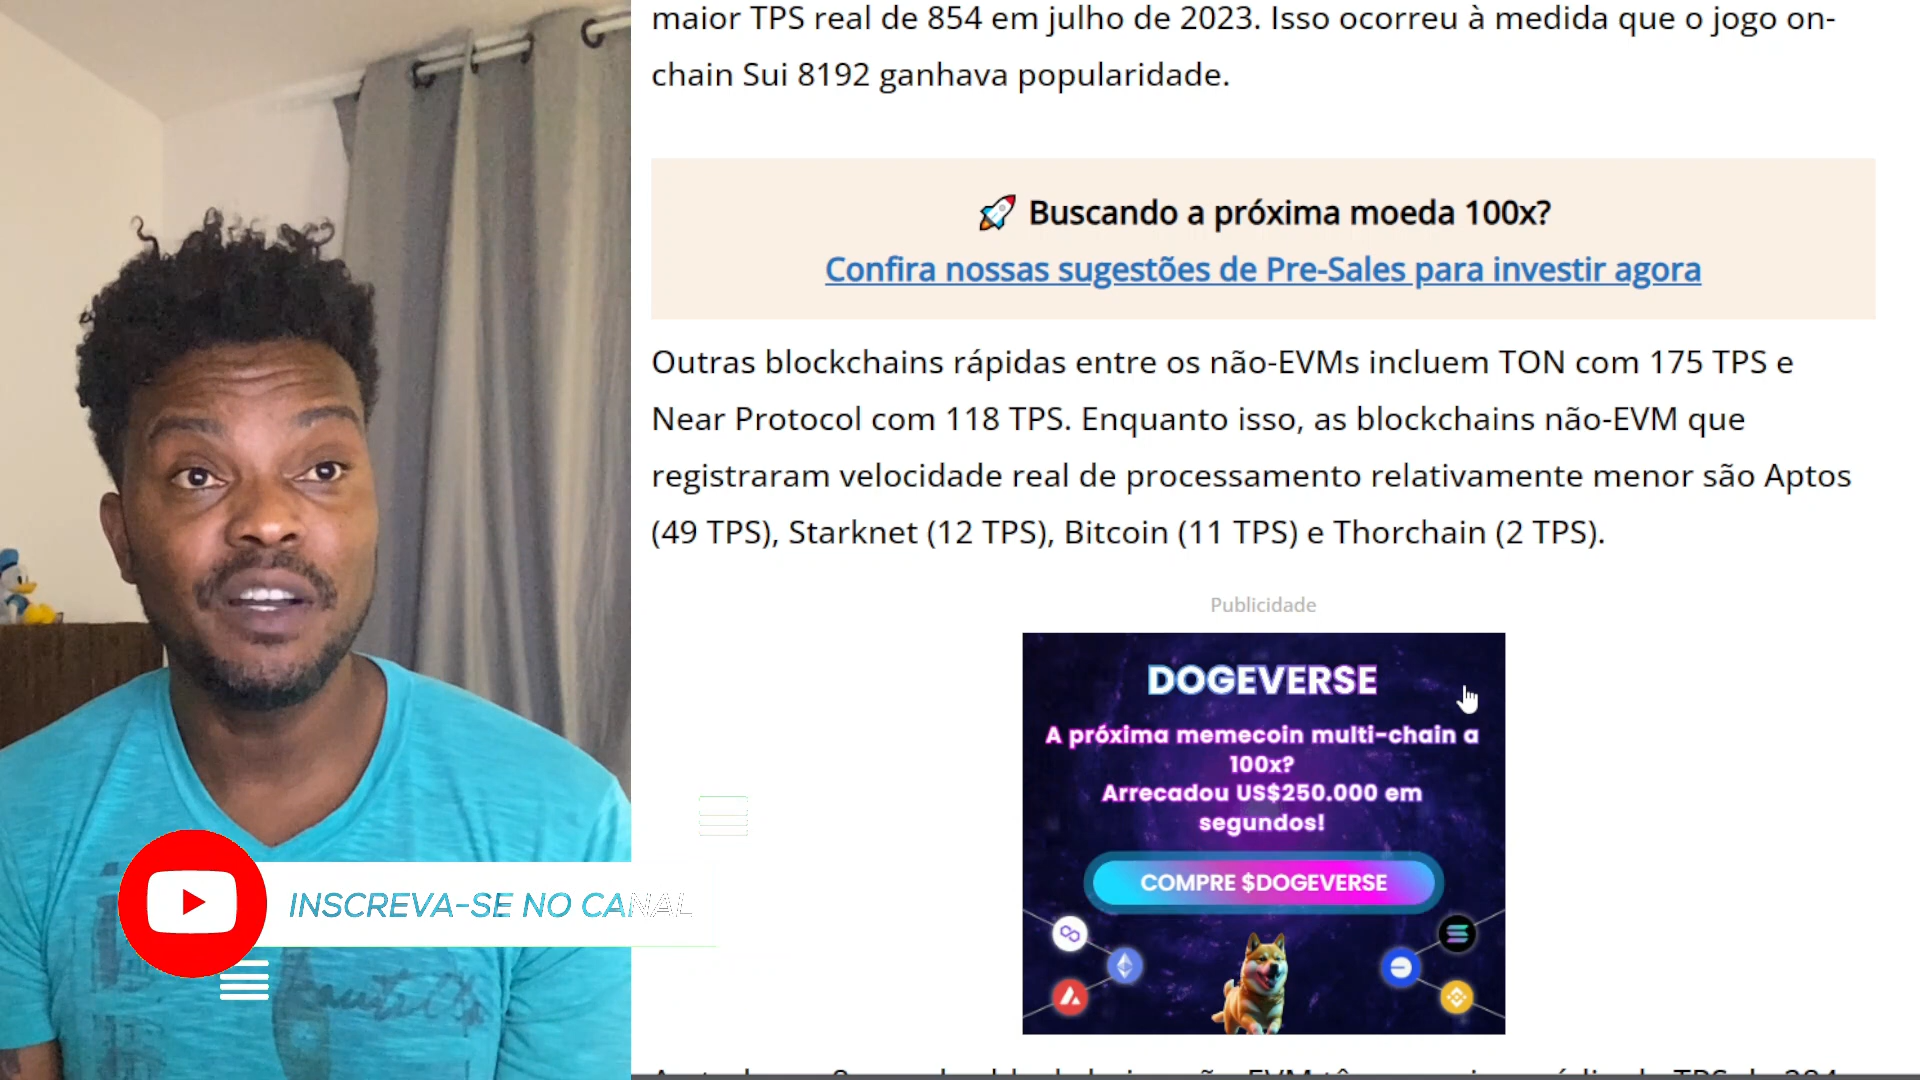 maior TPS real de 854 em julho de 2023. Isso ocorreu à medida que o jogo on-
chain Sui 8192 ganhava popularidade.
🚀 Buscando a próxima moeda 100x?
Confira nossas sugestões de Pre-Sales para investir agora
Outras blockchains rápidas entre os não-EVMs incluem TON com 175 TPS e
Near Protocol com 118 TPS. Enquanto isso, as blockchains não-EVM que
registraram velocidade real de processamento relativamente menor são Aptos
(49 TPS), Starknet (12 TPS), Bitcoin (11 TPS) e Thorchain (2 TPS).
Publicidade
DOGEVERSE
A próxima memecoin multi-chain a
100x?
Arrecadou US$250.000 em
segundos!
COMPRE $DOGEVERSE
INSCREVA-SE NO CANAL